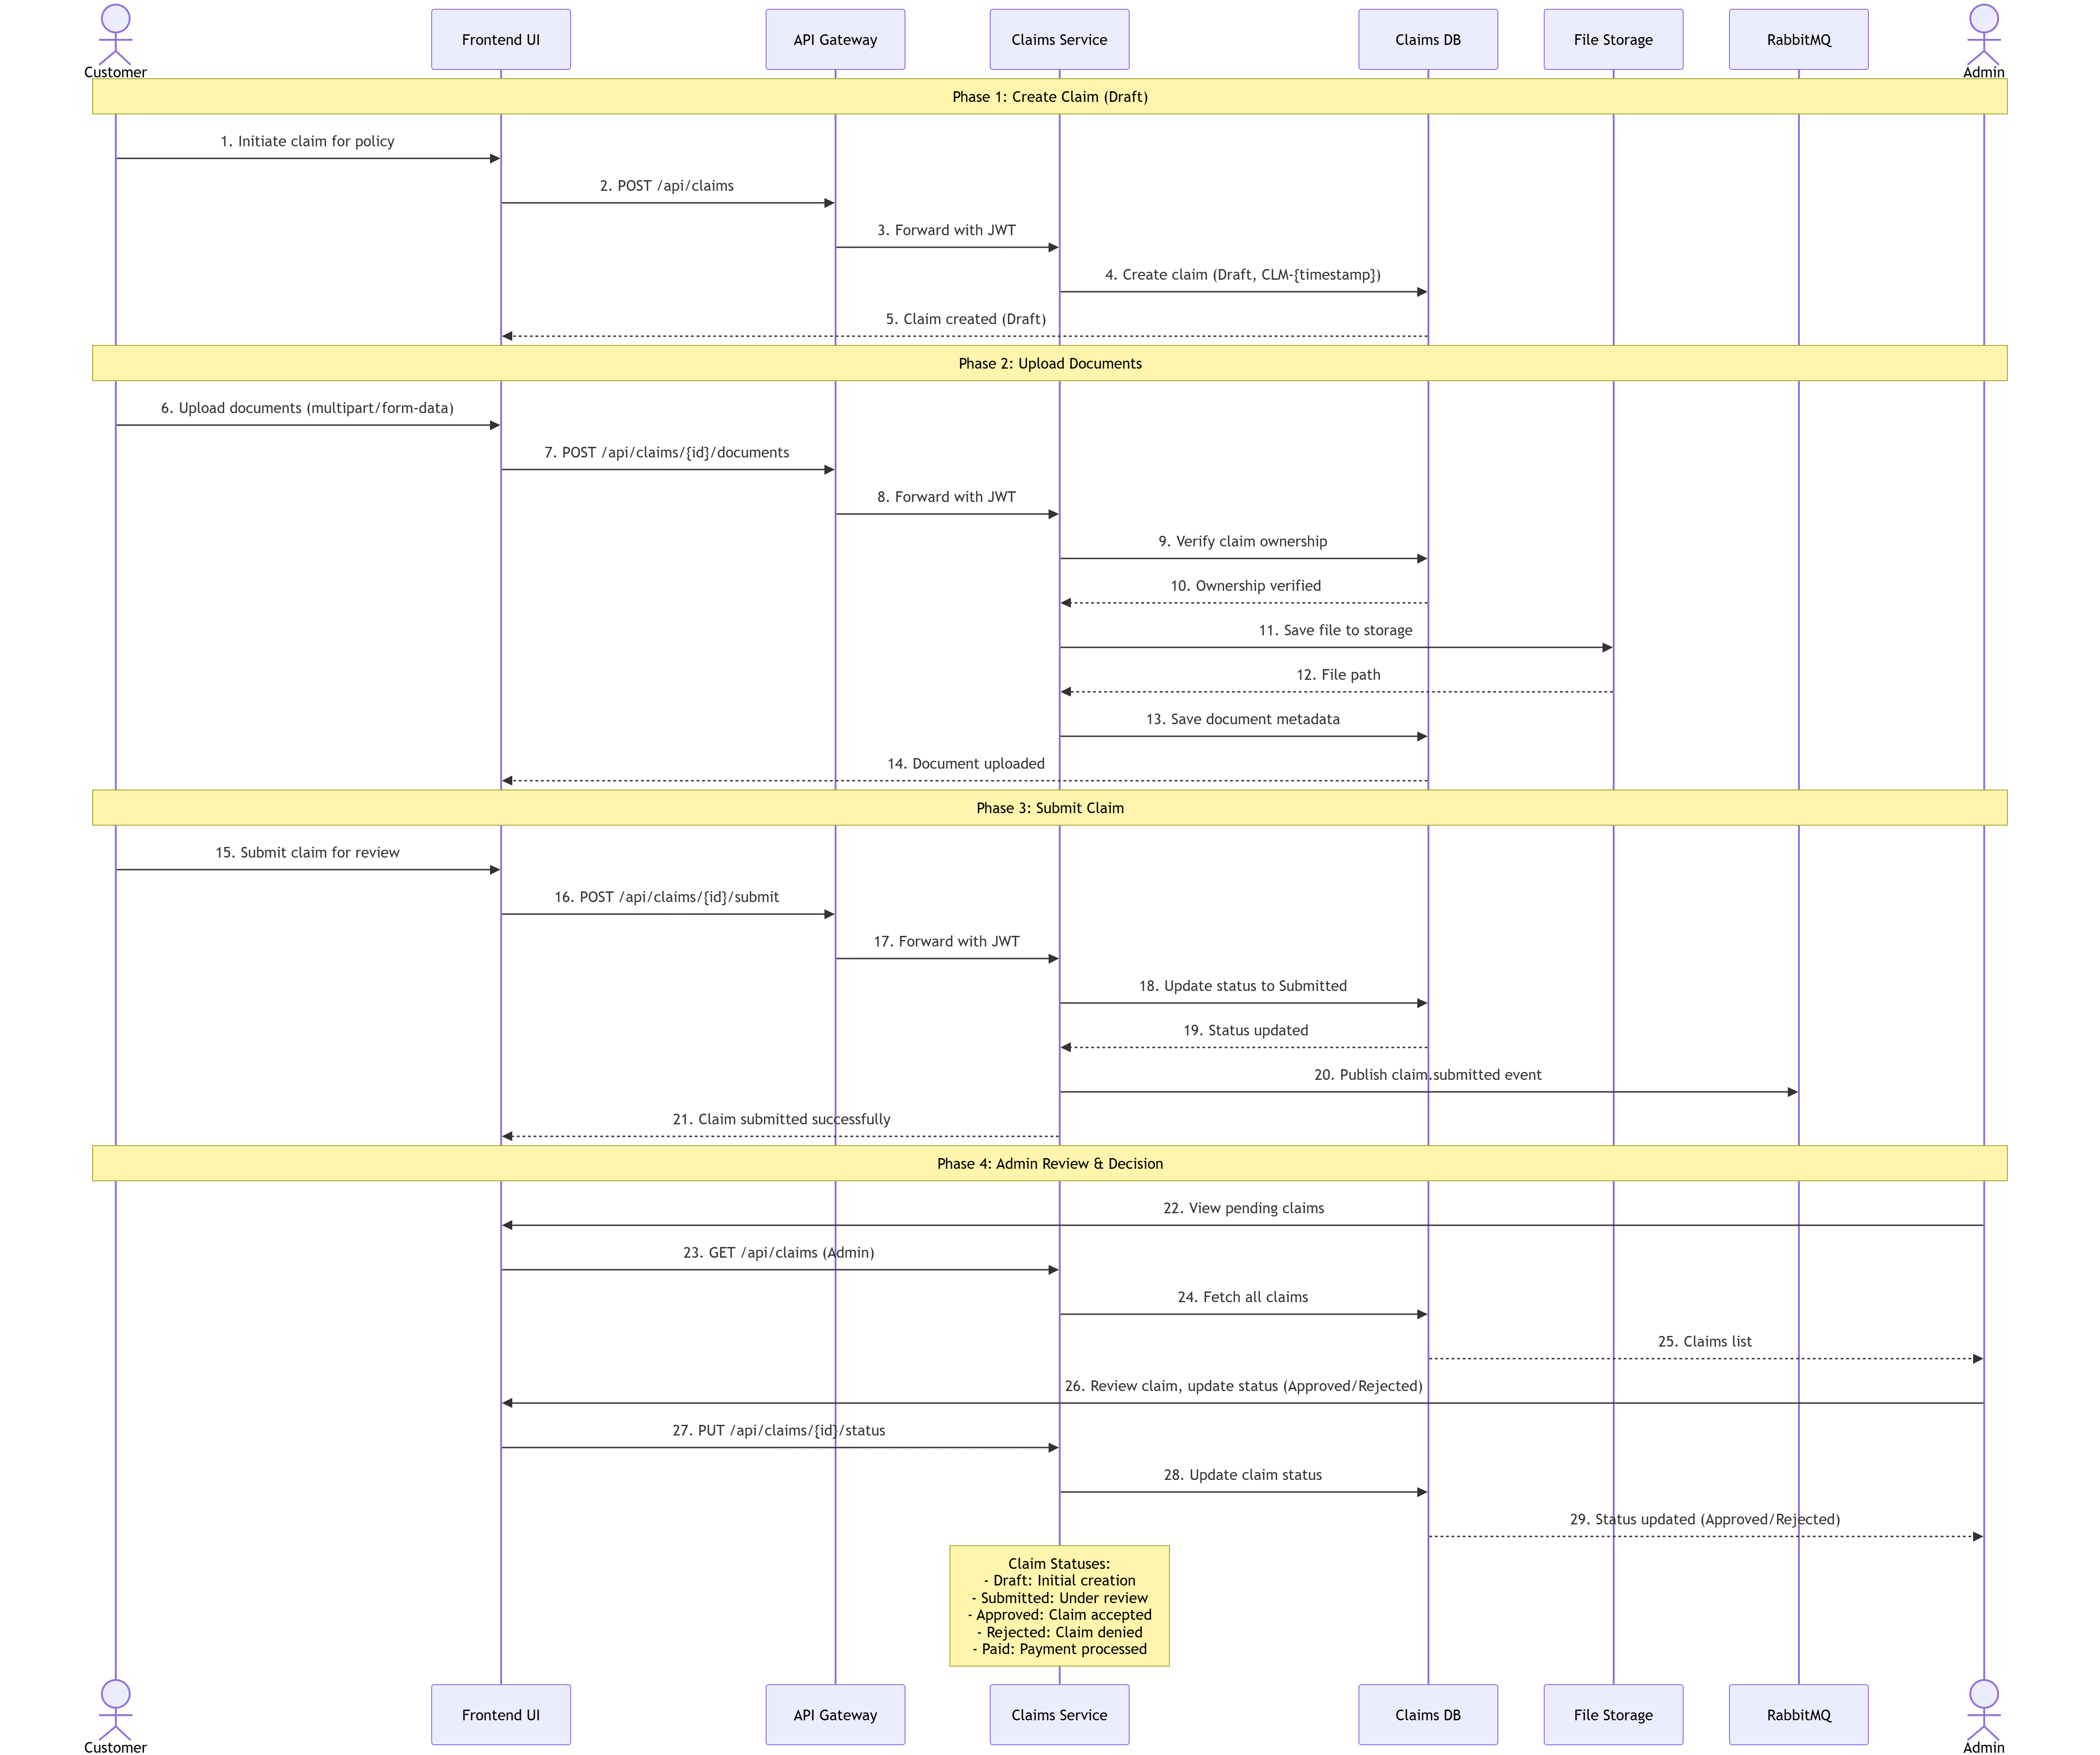 Customer
Frontend UI
API Gateway
Claims Service
Claims DB
File Storage
RabbitMQ
Admin
Phase 1: Create Claim (Draft)
1. Initiate claim for policy
2. POST /api/claims
3. Forward with JWT
4. Create claim (Draft, CLM-{timestamp})
5. Claim created (Draft)
Phase 2: Upload Documents
6. Upload documents (multipart/form-data)
7. POST /api/claims/{id}/documents
8. Forward with JWT
9. Verify claim ownership
10. Ownership verified
11. Save file to storage
12. File path
13. Save document metadata
14. Document uploaded
Phase 3: Submit Claim
15. Submit claim for review
16. POST /api/claims/{id}/submit
17. Forward with JWT
18. Update status to Submitted
19. Status updated
20. Publish claim.submitted event
21. Claim submitted successfully
Phase 4: Admin Review & Decision
22. View pending claims
23. GET /api/claims (Admin)
24. Fetch all claims
25. Claims list
26. Review claim, update status (Approved/Rejected)
27. PUT /api/claims/{id}/status
28. Update claim status
29. Status updated (Approved/Rejected)
Claim Statuses:
- Draft: Initial creation
- Submitted: Under review
- Approved: Claim accepted
- Rejected: Claim denied
- Paid: Payment processed
Customer
Frontend UI
API Gateway
Claims Service
Claims DB
File Storage
RabbitMQ
Admin